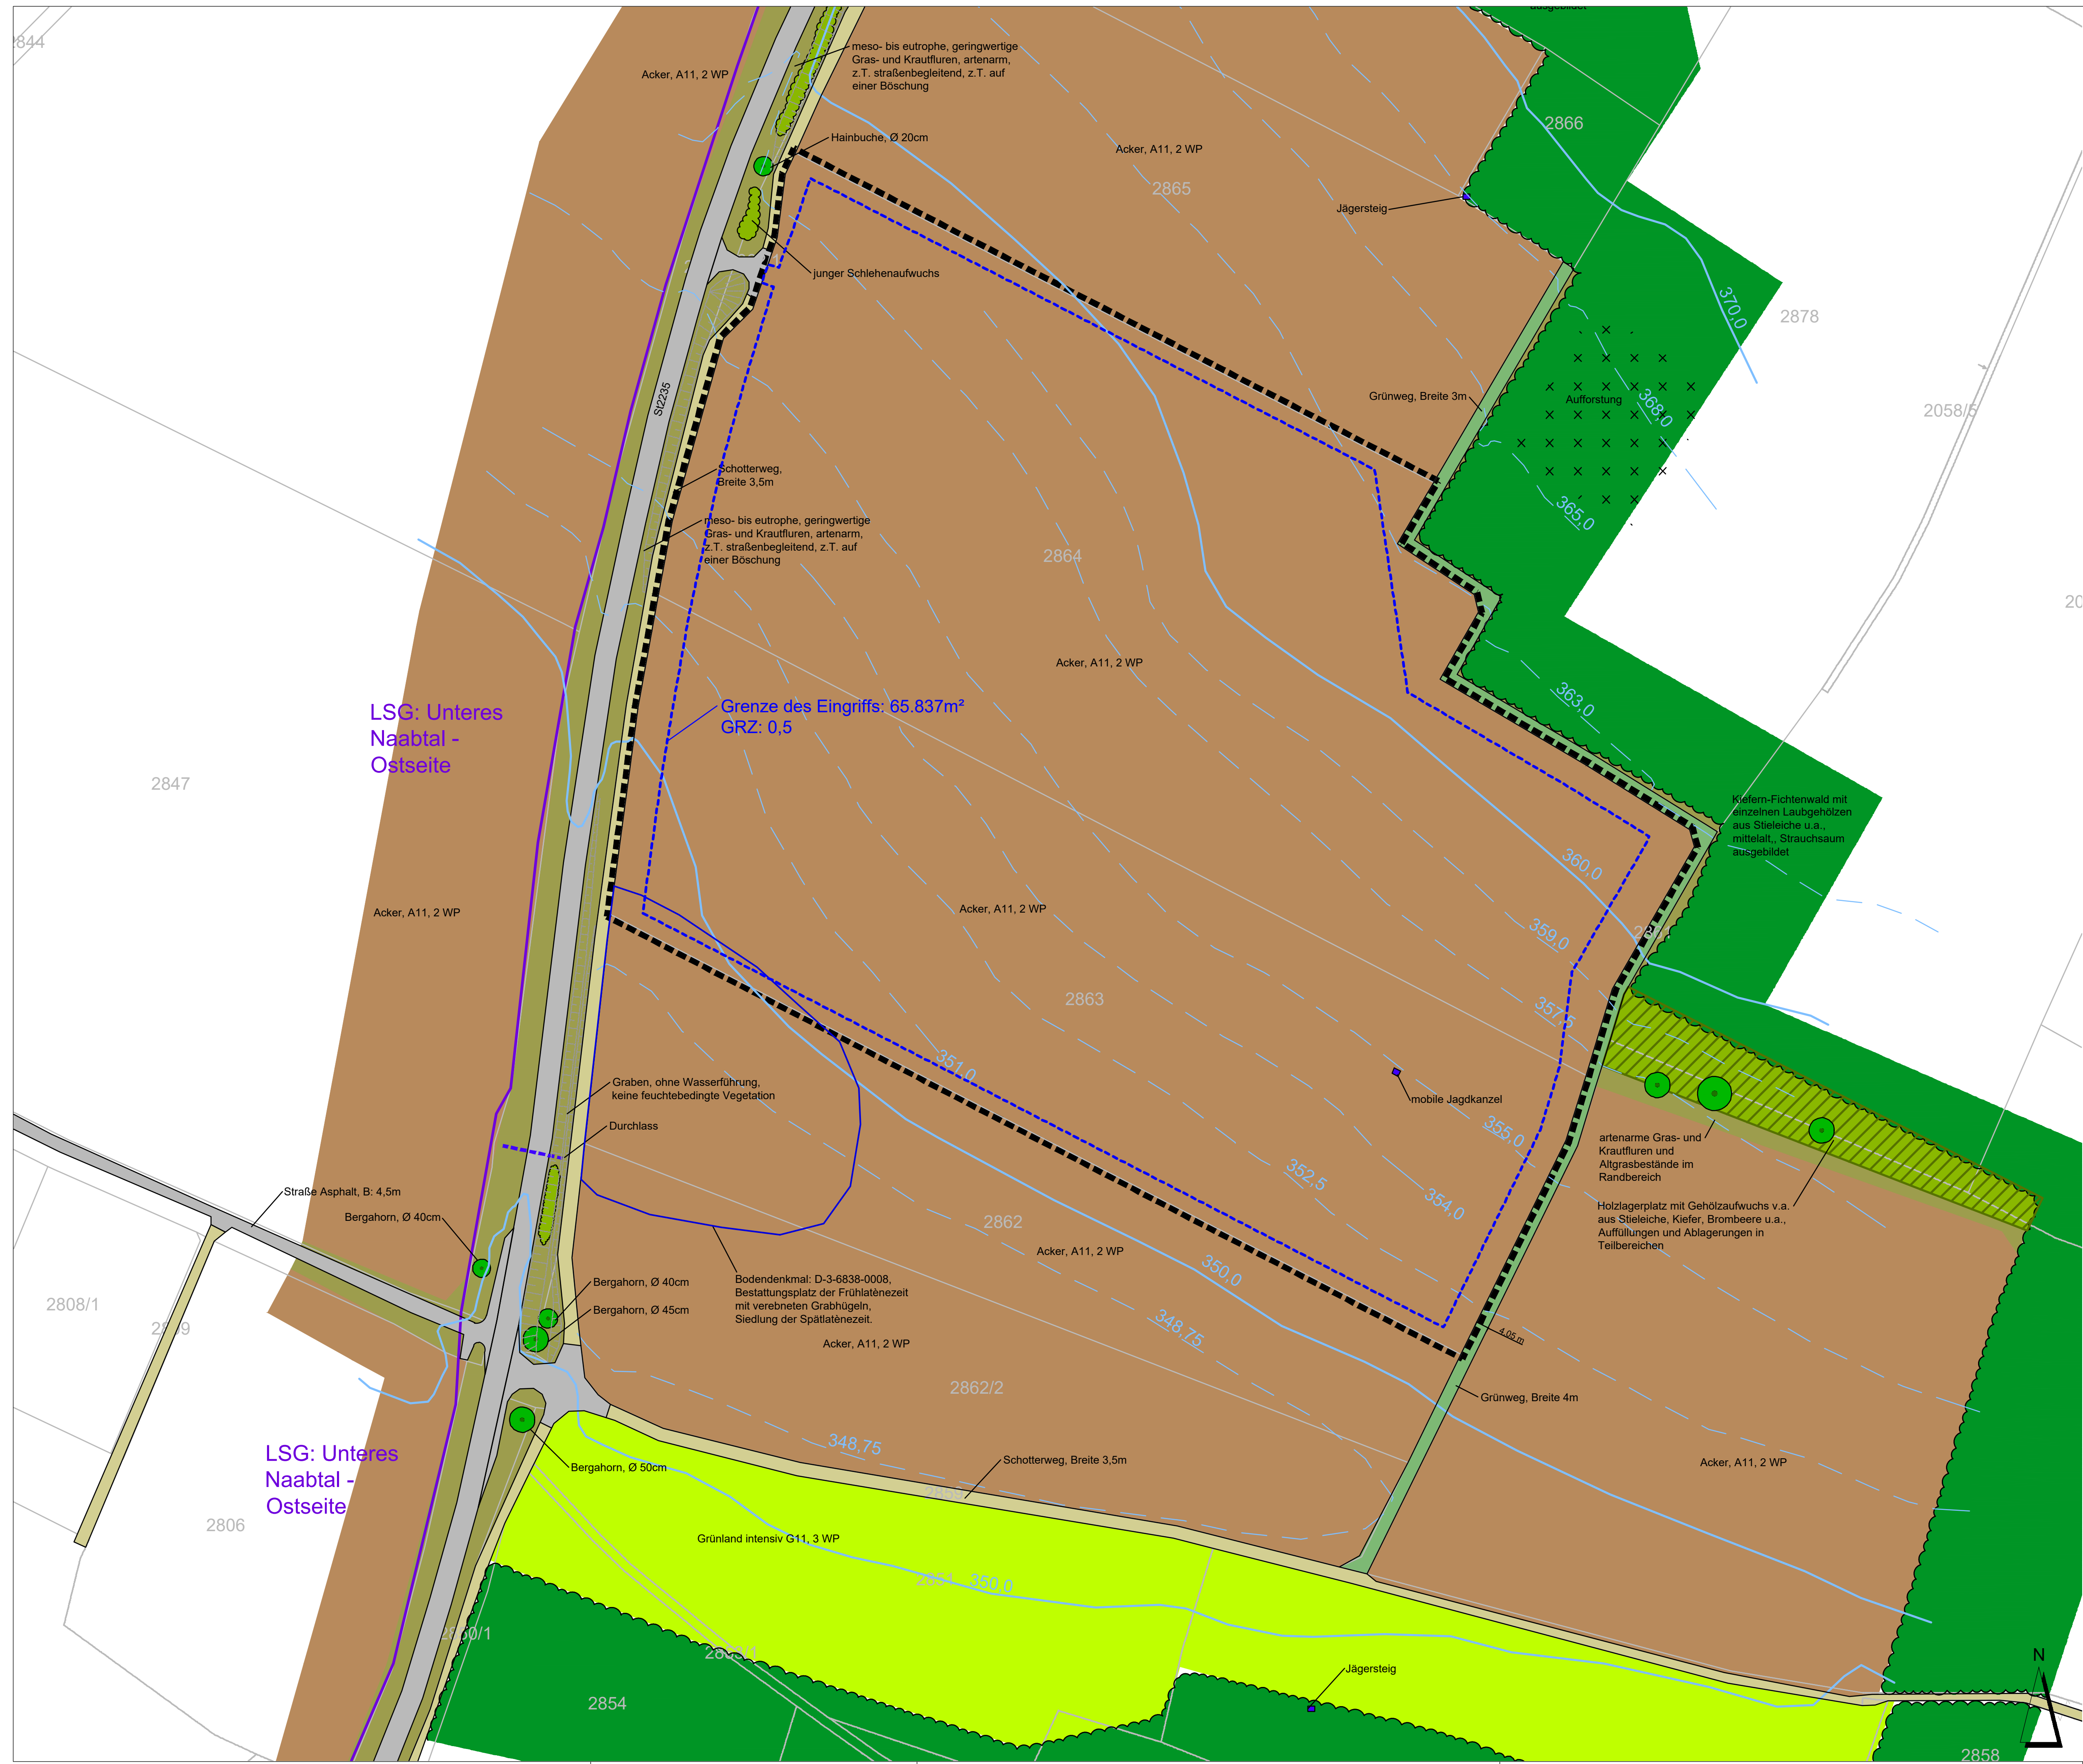 ausgebildet
2844
meso- bis eutrophe, geringwertige
Gras- und Krautfluren, artenarm,
z.T. straßenbegleitend, z.T. auf
einer Böschung
Acker, A11, 2 WP
Hainbuche, Ø 20cm
2866
Acker, A11, 2 WP
2865
Jägersteig
junger Schlehenaufwuchs
370,0
2878
St2235
Grünweg, Breite 3m
Aufforstung
368,0
2058/5
Schotterweg,
Breite 3,5m
365,0
meso- bis eutrophe, geringwertige
Gras- und Krautfluren, artenarm,
z.T. straßenbegleitend, z.T. auf
einer Böschung
2864
20
Acker, A11, 2 WP
363,0
LSG: Unteres
Naabtal -
Ostseite
Grenze des Eingriffs: 65.837m²
GRZ: 0,5
2847
Kiefern-Fichtenwald mit
einzelnen Laubgehölzen
aus Stieleiche u.a.,
mittelalt., Strauchsaum
ausgebildet
360,0
Acker, A11, 2 WP
Acker, A11, 2 WP
359,0
2863
357,5
351,0
Graben, ohne Wasserführung,
keine feuchtebedingte Vegetation
mobile Jagdkanzel
Durchlass
355,0
artenarme Gras- und
Krautfluren und
Altgrasbestände im
Randbereich
352,5
354,0
Straße Asphalt, B: 4,5m
Bergahorn, Ø 40cm
Holzlagerplatz mit Gehölzaufwuchs v.a.
aus Stieleiche, Kiefer, Brombeere u.a.,
Auffüllungen und Ablagerungen in
Teilbereichen
2862
Acker, A11, 2 WP
350,0
Bergahorn, Ø 40cm
Bergahorn, Ø 45cm
Bodendenkmal: D-3-6838-0008,
Bestattungsplatz der Frühlatènezeit
mit verebneten Grabhügeln,
Siedlung der Spätlatènezeit.
2808/1
348,75
4,05 m
Acker, A11, 2 WP
2862/2
Grünweg, Breite 4m
LSG: Unteres
Naabtal -
Ostseite
348,75
Bergahorn, Ø 50cm
Schotterweg, Breite 3,5m
Acker, A11, 2 WP
2859
2806
Grünland intensiv G11, 3 WP
2851
350,0
2850/1
2853/1
N
Jägersteig
2854
2858